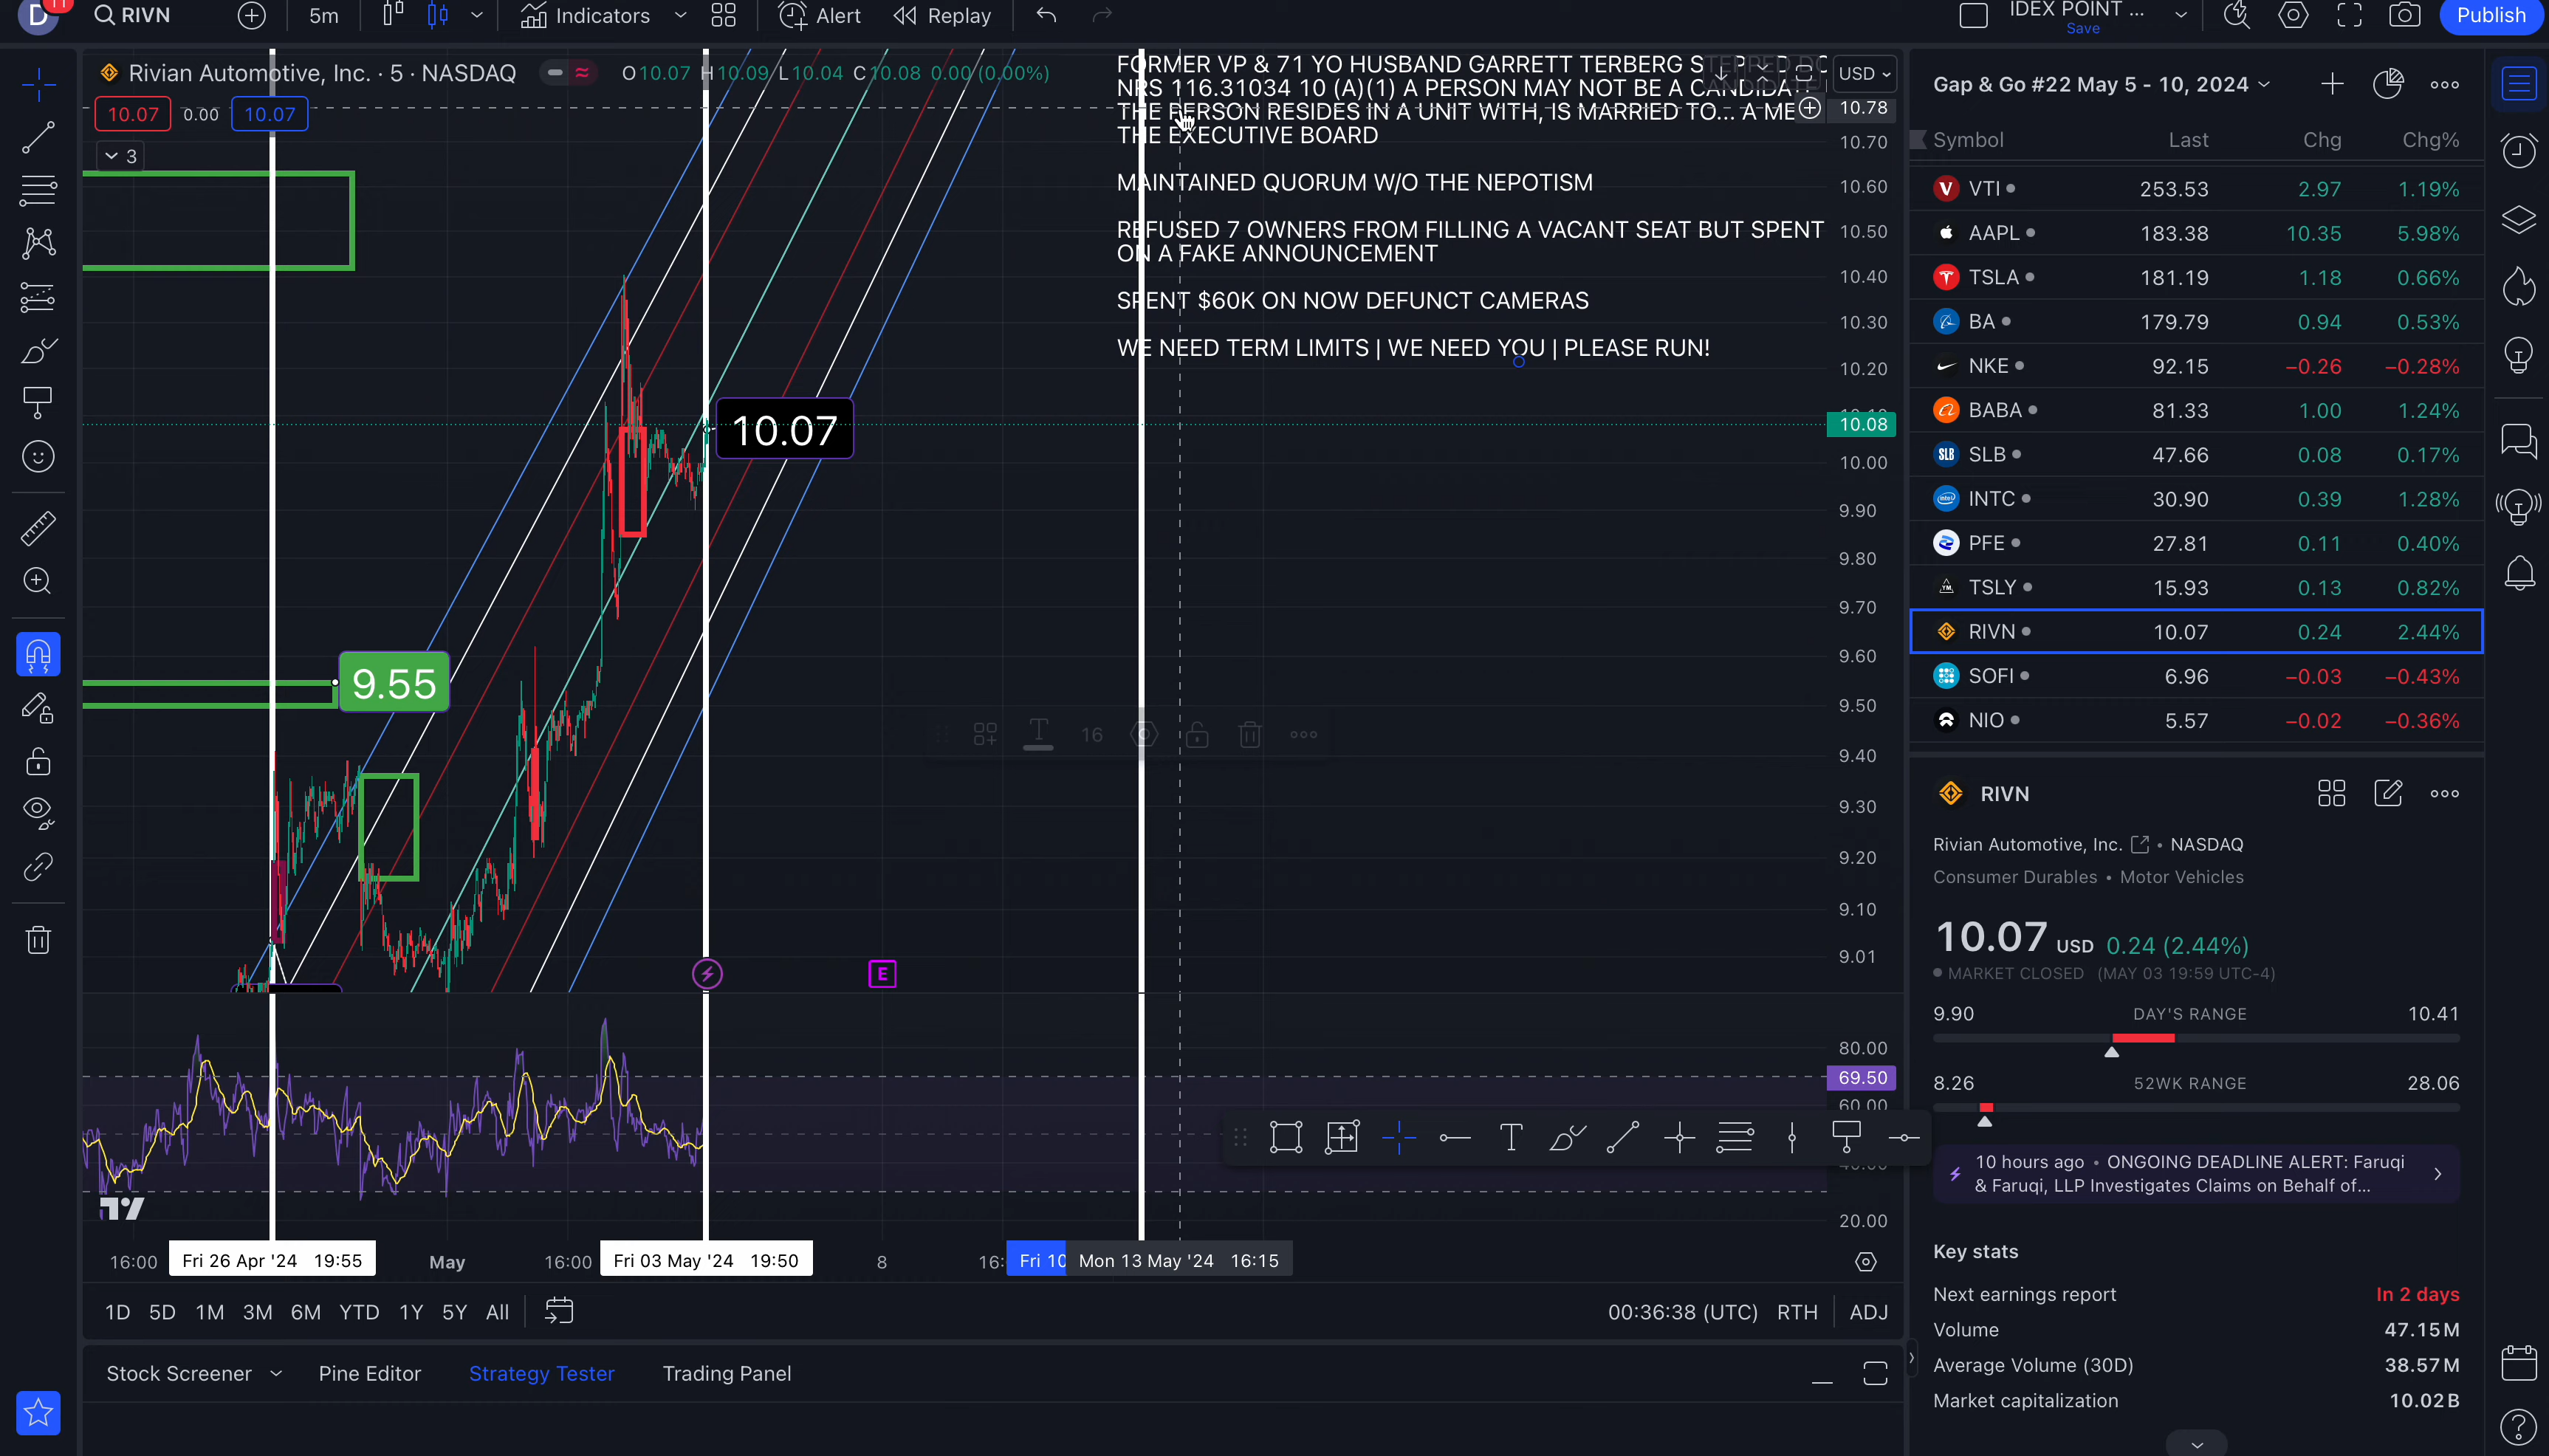 D 11 RIVN 5m Indicators Alert Replay IDEX POINT ... Save Publish
Rivian Automotive, Inc. · 5 · NASDAQ O10.07 H10.09 L10.04 C10.08 0.00 (0.00%)
10.07 0.00 10.07
3
FORMER VP & 71 YO HUSBAND GARRETT TERBERG STEPPED DO
NRS 116.31034 10 (A)(1) A PERSON MAY NOT BE A CANDIDA
THE PERSON RESIDES IN A UNIT WITH, IS MARRIED TO... A ME
THE EXECUTIVE BOARD
MAINTAINED QUORUM W/O THE NEPOTISM
REFUSED 7 OWNERS FROM FILLING A VACANT SEAT BUT SPENT
ON A FAKE ANNOUNCEMENT
SPENT $60K ON NOW DEFUNCT CAMERAS
WE NEED TERM LIMITS | WE NEED YOU | PLEASE RUN!
USD
10.78
10.70
10.60
10.50
10.40
10.30
10.20
10.08
10.00
9.90
9.80
9.70
9.60
9.50
9.40
9.30
9.20
9.10
9.01
10.07
9.55
16
E
80.00
69.50
60.00
40.00
20.00
16:00 Fri 26 Apr '24 19:55 May 16:00 Fri 03 May '24 19:50 8 16: Fri 10 Mon 13 May '24 16:15
1D 5D 1M 3M 6M YTD 1Y 5Y All 00:36:38 (UTC) RTH ADJ
Stock Screener Pine Editor Strategy Tester Trading Panel
Gap & Go #22 May 5 - 10, 2024
Symbol Last Chg Chg%
VTI 253.53 2.97 1.19%
AAPL 183.38 10.35 5.98%
TSLA 181.19 1.18 0.66%
BA 179.79 0.94 0.53%
NKE 92.15 −0.26 −0.28%
BABA 81.33 1.00 1.24%
SLB 47.66 0.08 0.17%
INTC 30.90 0.39 1.28%
PFE 27.81 0.11 0.40%
TSLY 15.93 0.13 0.82%
RIVN 10.07 0.24 2.44%
SOFI 6.96 −0.03 −0.43%
NIO 5.57 −0.02 −0.36%
RIVN
Rivian Automotive, Inc. • NASDAQ
Consumer Durables • Motor Vehicles
10.07 USD 0.24 (2.44%)
MARKET CLOSED (MAY 03 19:59 UTC-4)
9.90 DAY'S RANGE 10.41
8.26 52WK RANGE 28.06
10 hours ago • ONGOING DEADLINE ALERT: Faruqi
& Faruqi, LLP Investigates Claims on Behalf of...
Key stats
Next earnings report In 2 days
Volume 47.15M
Average Volume (30D) 38.57M
Market capitalization 10.02B